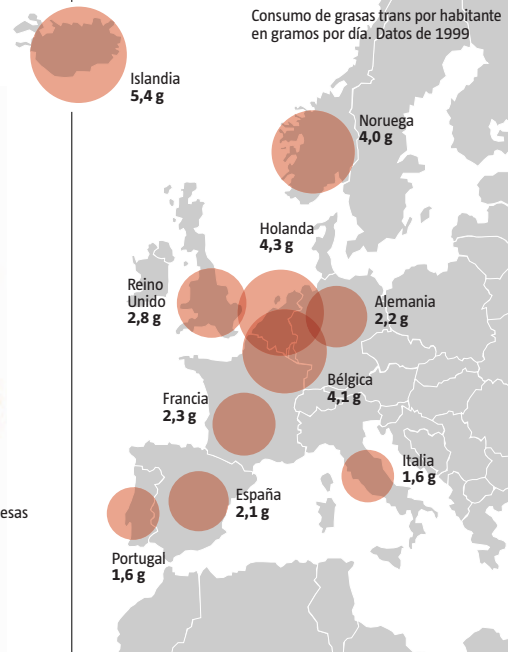 Consumo de grasas trans por habitante
en gramos por día. Datos de 1999
Islandia
5,4 g
Noruega
4,0 g
Holanda
4,3 g
Reino
Unido
2,8 g
Alemania
2,2 g
Bélgica
4,1 g
Francia
2,3 g
Italia
1,6 g
España
2,1 g
esas
Portugal
1,6 g